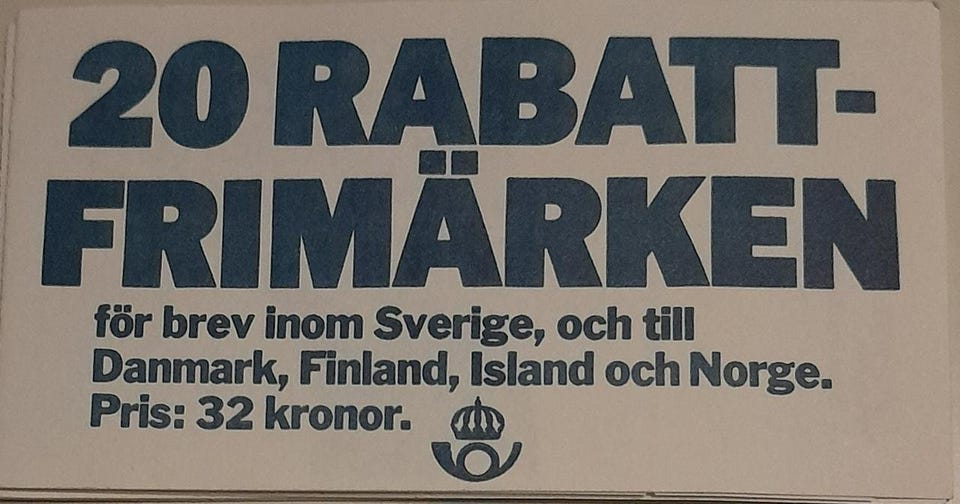 20 RABATT-
FRIMÄRKEN
för brev inom Sverige, och till
Danmark, Finland, Island och Norge.
Pris: 32 kronor.